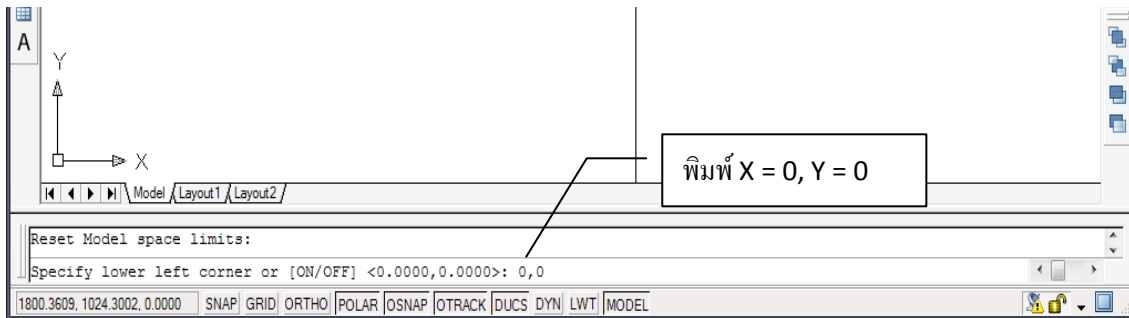 A
Y
X
พิมพ์ X = 0, Y = 0
Model Layout1 Layout2
Reset Model space limits:
Specify lower left corner or [ON/OFF] <0.0000,0.0000>: 0,0
1800.3609, 1024.3002, 0.0000 SNAP GRID ORTHO POLAR OSNAP OTRACK DUCS DYN LWT MODEL